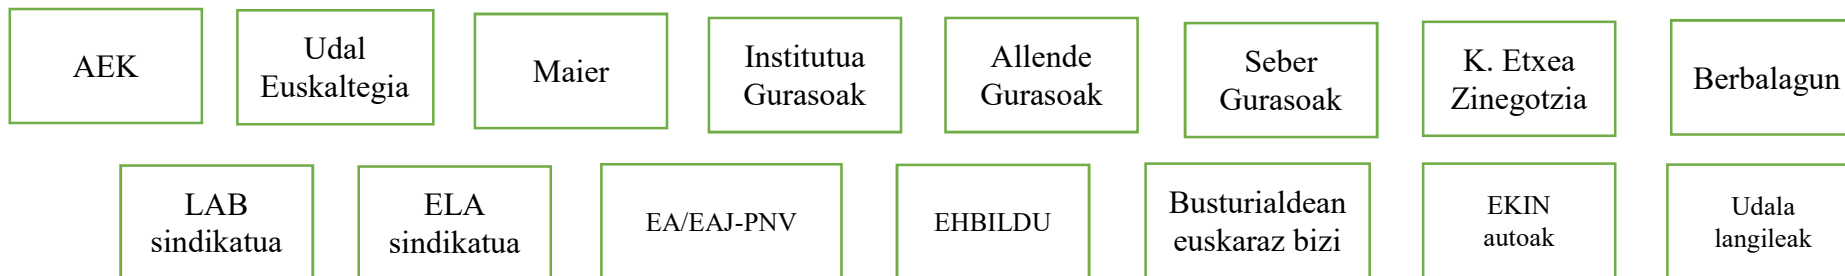 AEK
Udal
Euskaltegia
Maier
Institutua
Gurasoak
Allende
Gurasoak
Seber
Gurasoak
K. Etxea
Zinegotzia
Berbalagun
LAB
sindikatua
ELA
sindikatua
EA/EAJ-PNV
EHBILDU
Busturialdean
euskaraz bizi
EKIN
autoak
Udala
langileak